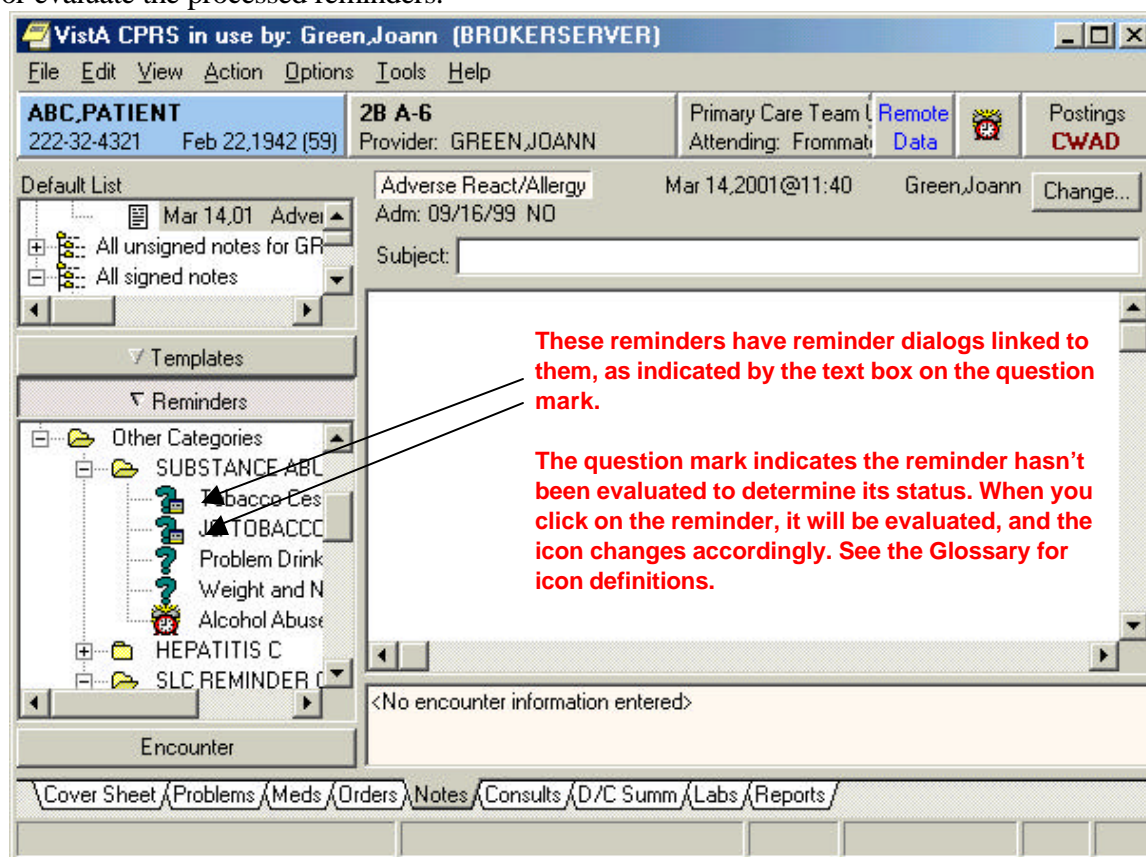 or evaluate the processed reminders.
VistA CPRS in use by: Green,Joann (BROKERSERVER)
File Edit View Action Options Tools Help
ABC,PATIENT
222-32-4321 Feb 22,1942 (59)
2B A-6
Provider: GREEN,JOANN
Primary Care Team
Attending:
Remote
Data
Postings
CWAD
Default List
Mar 14,01
All unsigned notes for GR
All signed notes
Adverse React/Allergy Mar 14,2001@11:40 Green,Joann Change...
Adm: 09/16/99 NO
Subject:
Templates
Reminders
Other Categories
SUBSTANCE
Tobacco Ces
TOBACCO
Problem Drink
Weight and N
Alcohol Abuse
HEPATITIS C
SLC REMINDER
Encounter
These reminders have reminder dialogs linked to
them, as indicated by the text box on the question
mark.
The question mark indicates the reminder hasn't
been evaluated to determine its status. When you
click on the reminder, it will be evaluated, and the
icon changes accordingly. See the Glossary for
icon definitions.
<No encounter information entered>
Cover Sheet Problems Meds Orders Notes Consults D/C Summ Labs Reports